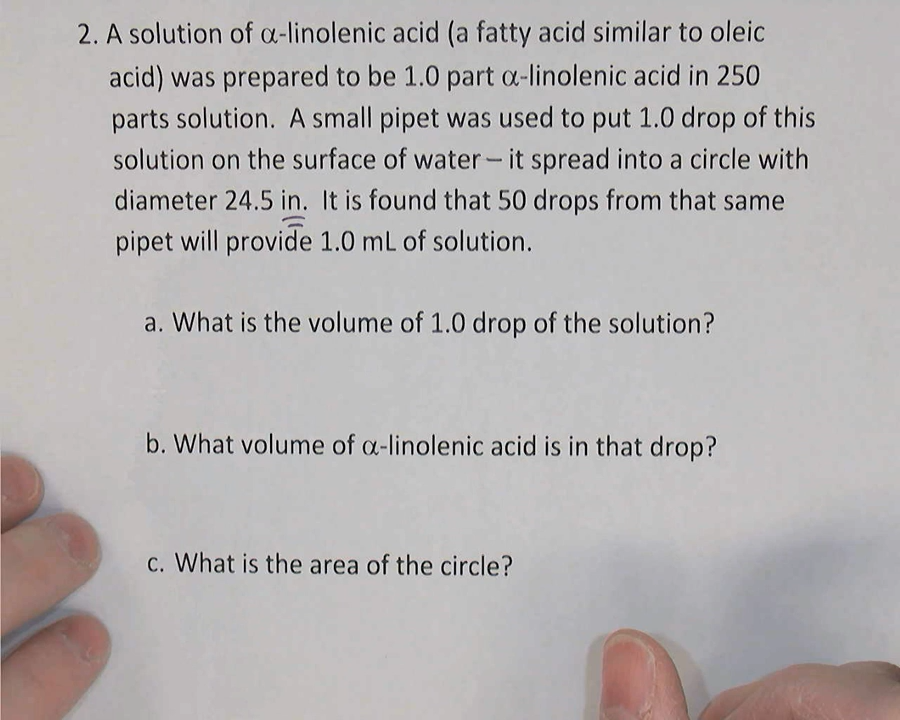 2. A solution of α-linolenic acid (a fatty acid similar to oleic
acid) was prepared to be 1.0 part α-linolenic acid in 250
parts solution. A small pipet was used to put 1.0 drop of this
solution on the surface of water – it spread into a circle with
diameter 24.5 in. It is found that 50 drops from that same
pipet will provide 1.0 mL of solution.
a. What is the volume of 1.0 drop of the solution?
b. What volume of α-linolenic acid is in that drop?
c. What is the area of the circle?